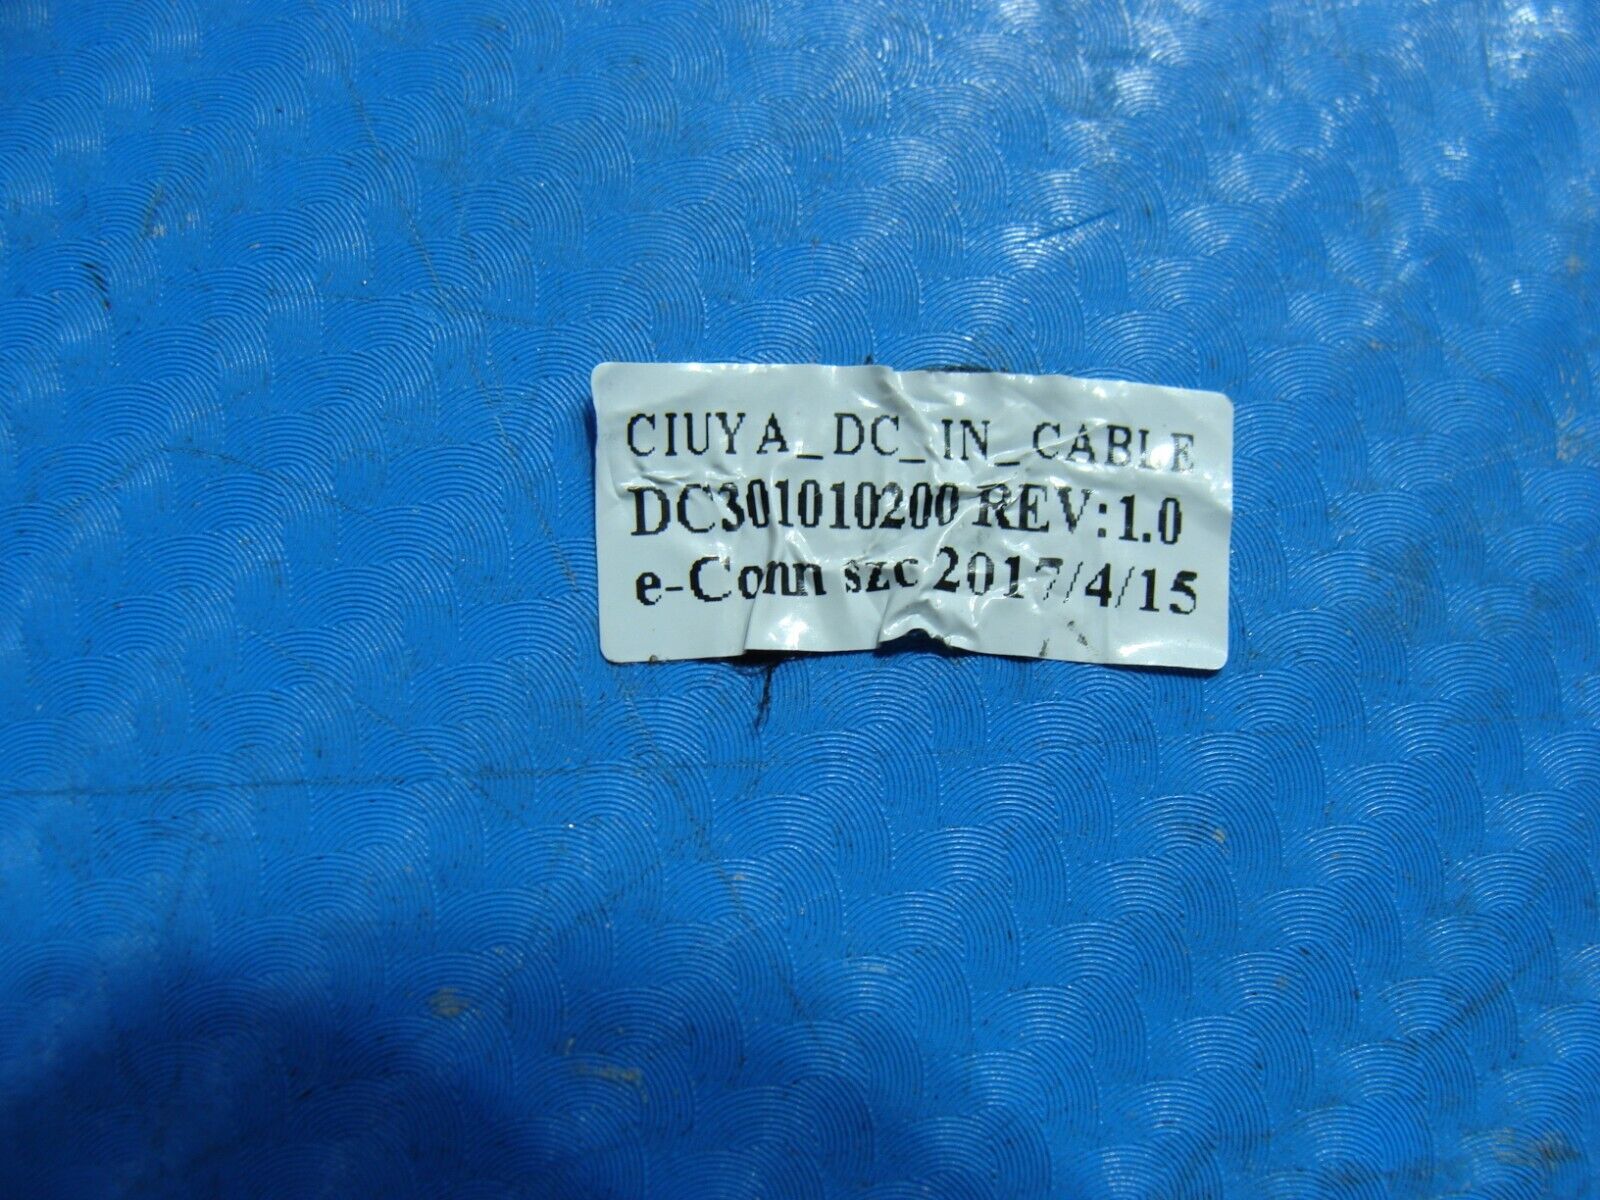 CIUYA_DC_IN_CABLE
DC301010200 REV:1.0
e-Conn szc 2017/4/15